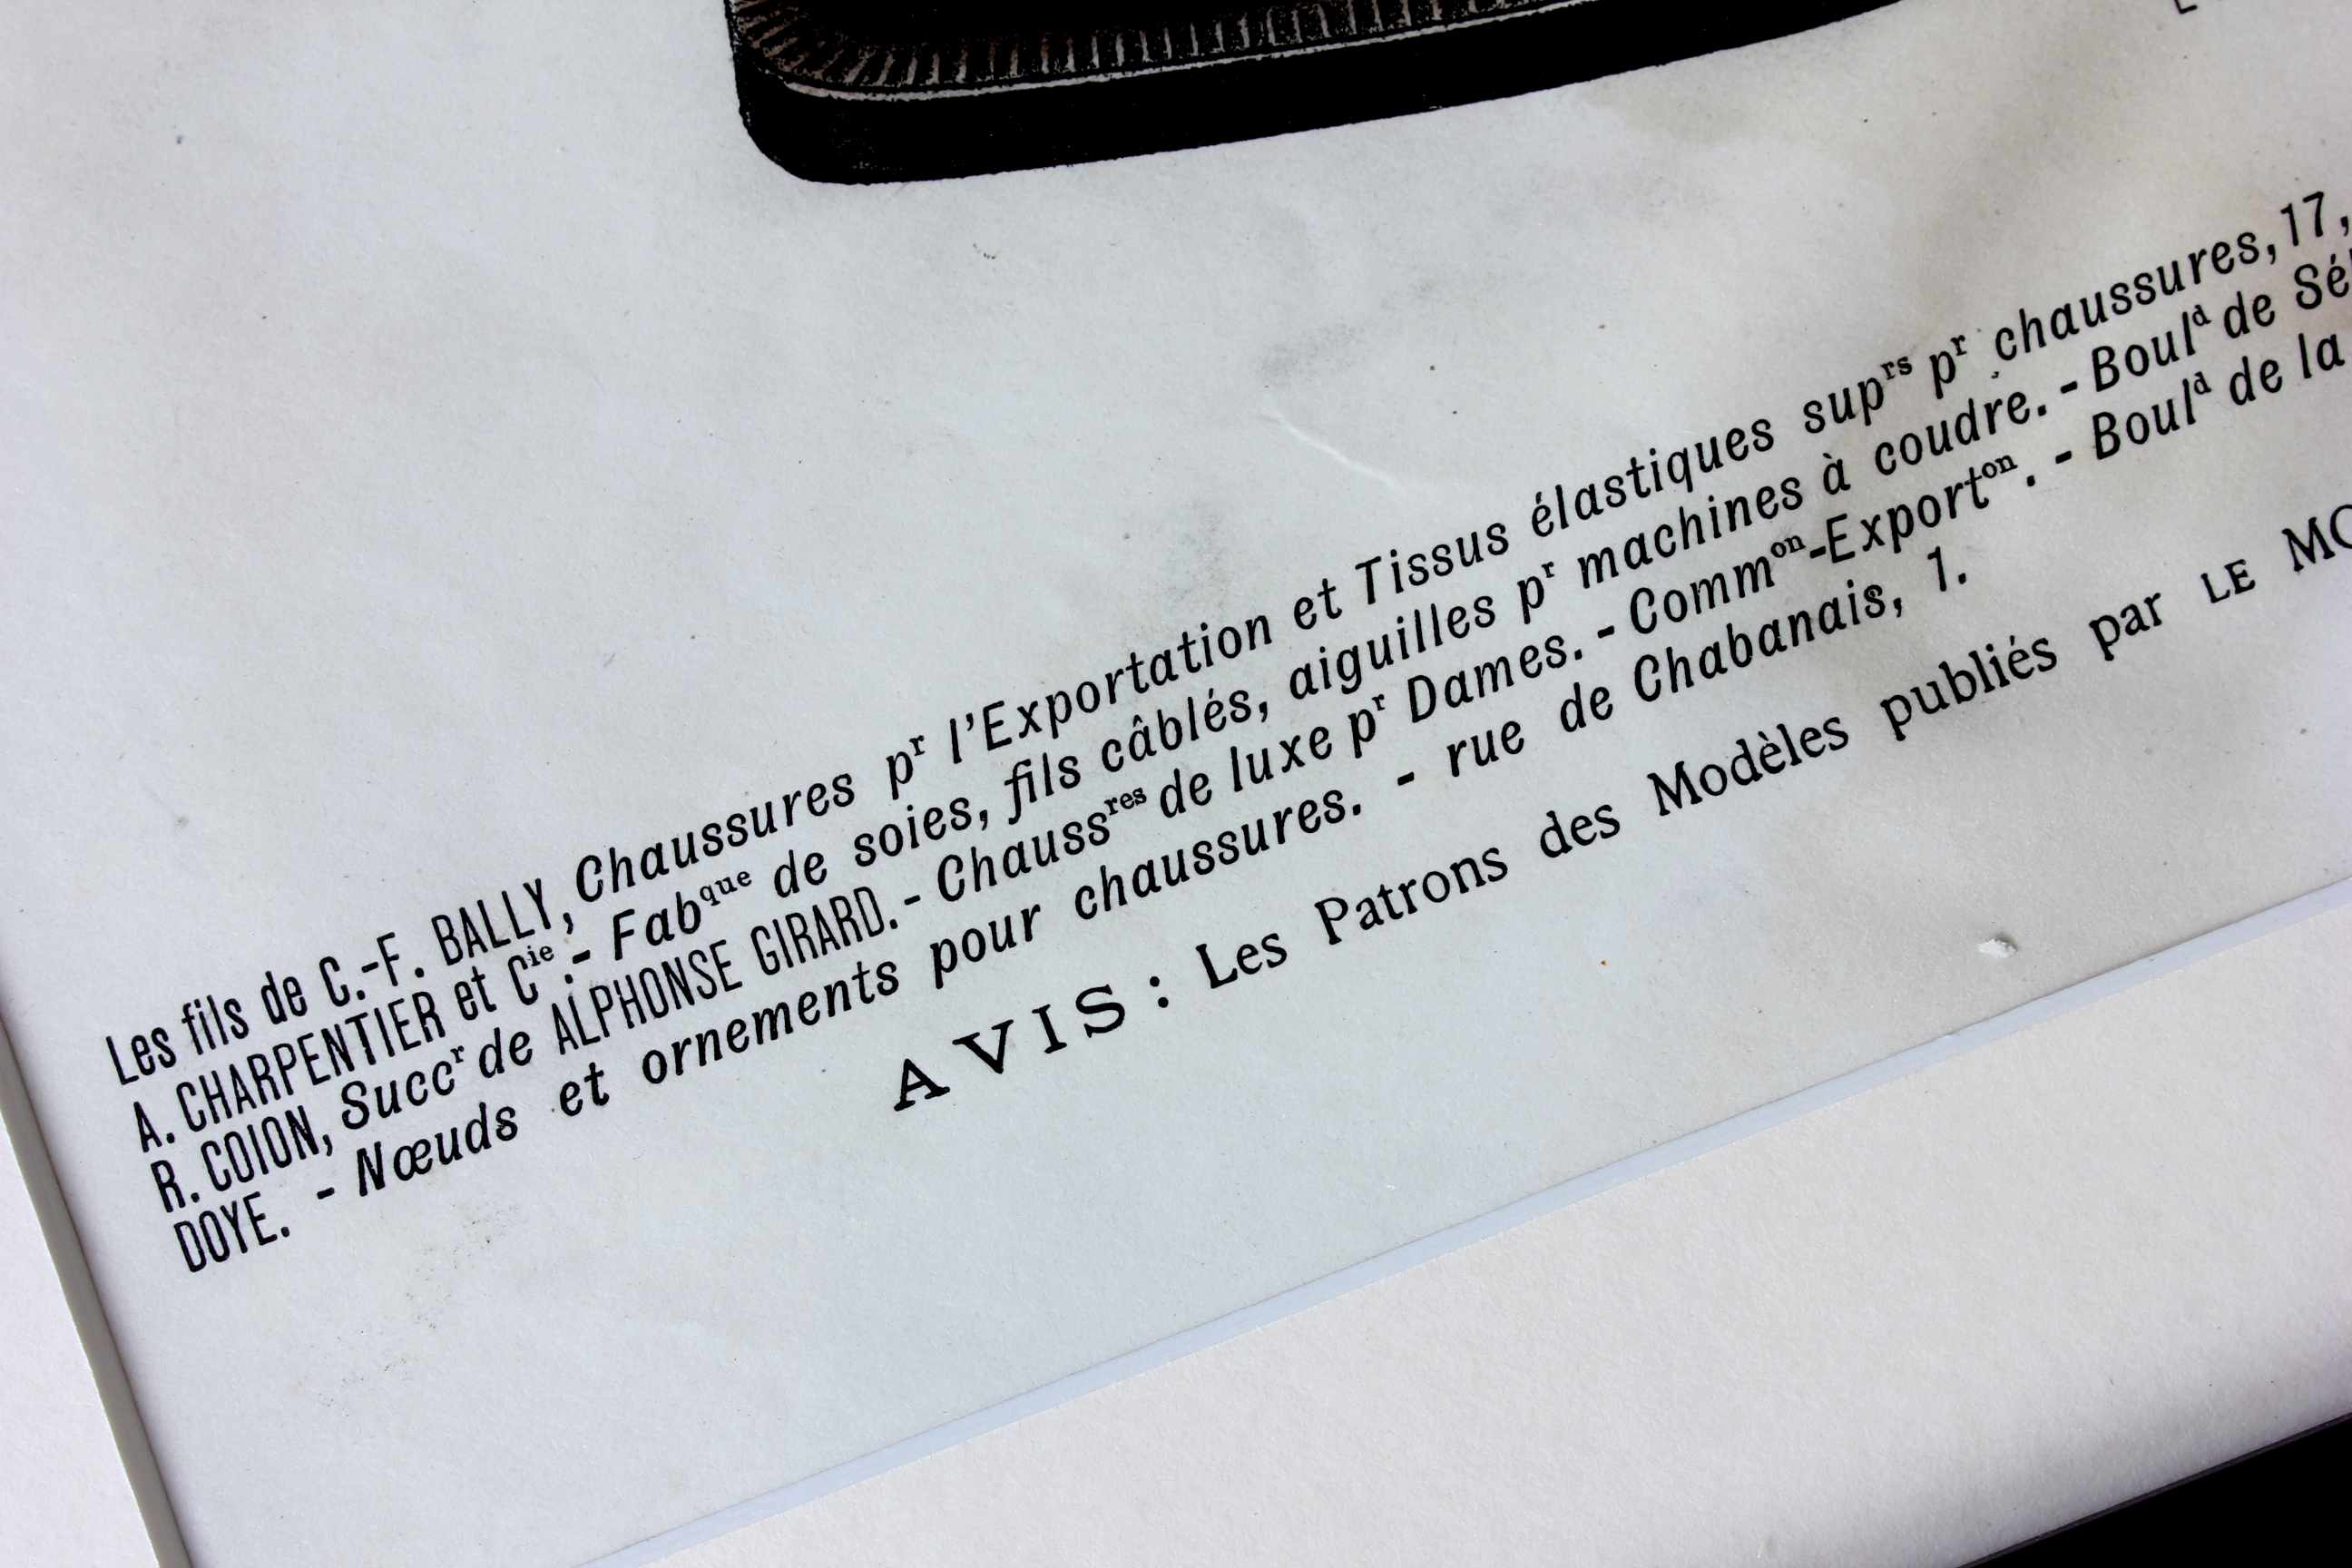 Les fils de C.-F. BALLY, Chaussures pʳ l'Exportation et Tissus élastiques supʳˢ pʳ chaussures, 17,
A. CHARPENTIER et Cⁱᵉ.- Fabqᵘᵉ de soies, fils câblés, aiguilles pʳ machines à coudre. - Boulᵈ de Sé
R. COION, Succʳ de ALPHONSE GIRARD. - Chaussʳᵉˢ de luxe pʳ Dames. - Commᵒⁿ-Exportᵒⁿ. - Boulᵈ de la
DOYE. - Nœuds et ornements pour chaussures. - rue de Chabanais, 1.
AVIS : Les Patrons des Modèles publiés par LE MO